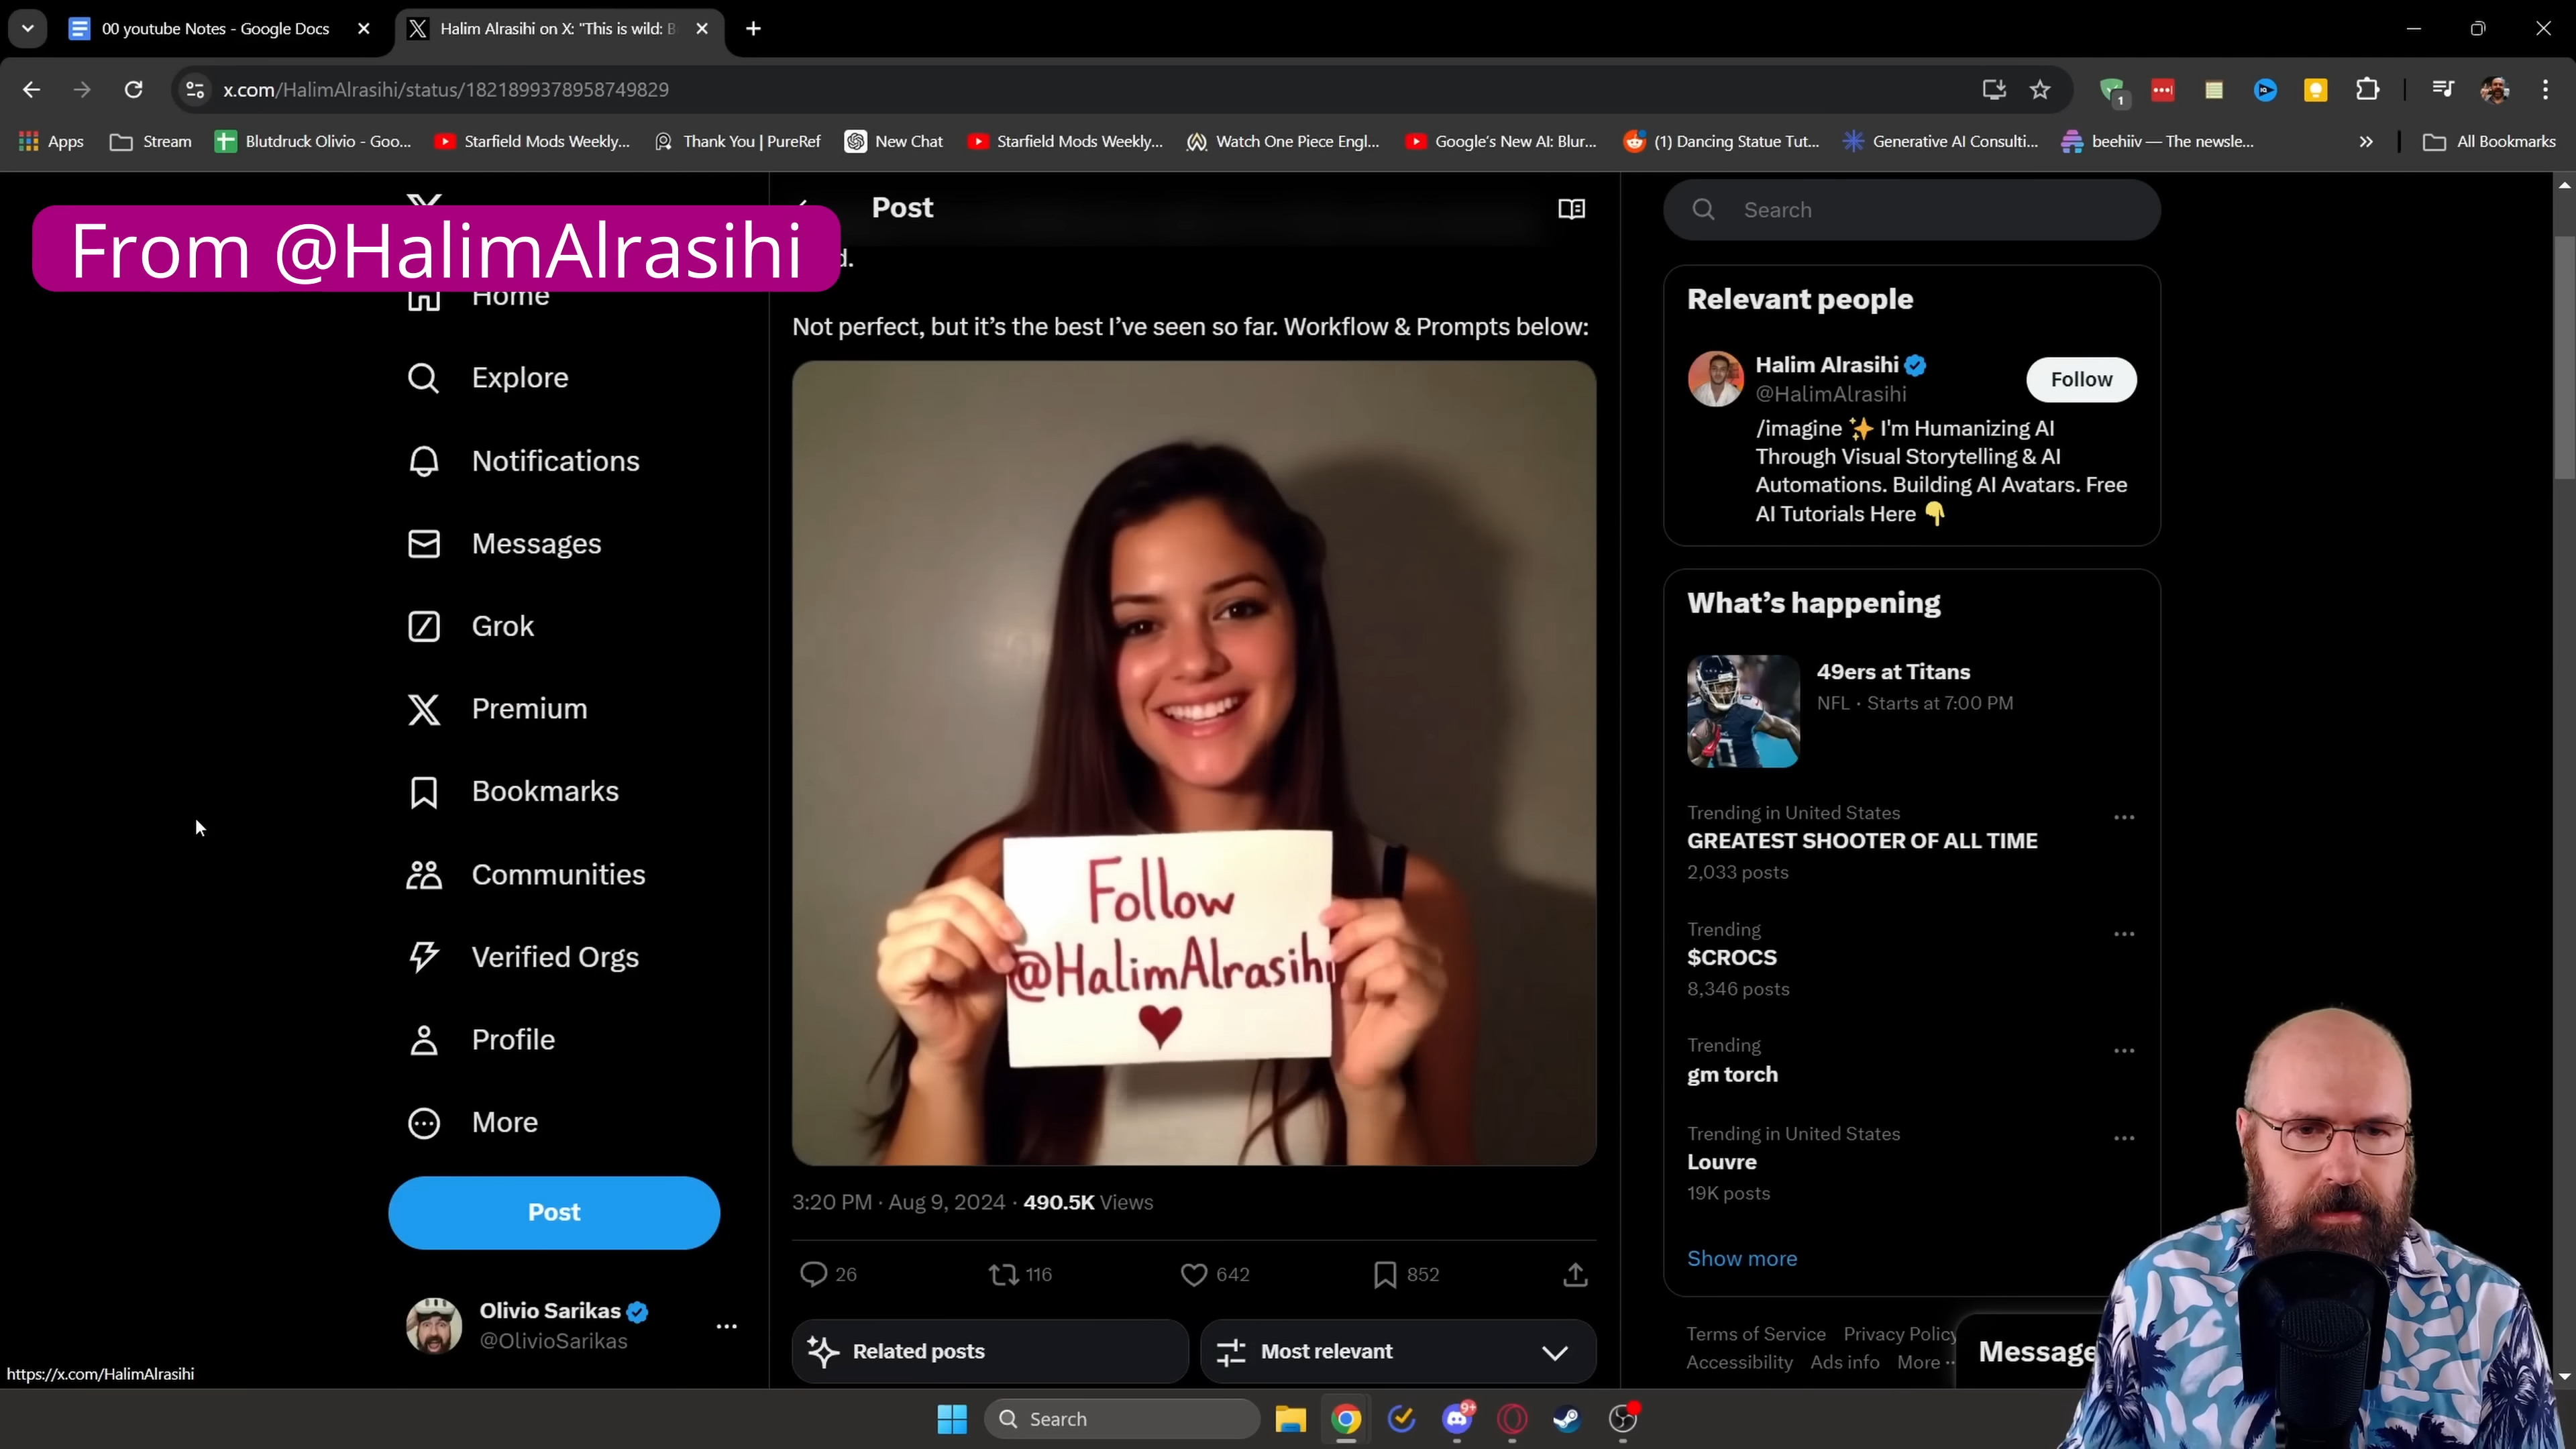 00 youtube Notes - Google Docs
Halim Alrasihi on X: "This is wild: B
x.com/HalimAlrasihi/status/1821899378958749829
1
Apps
Stream
Blutdruck Olivio - Goo...
Starfield Mods Weekly...
Thank You | PureRef
New Chat
Starfield Mods Weekly...
Watch One Piece Engl...
Google's New AI: Blur...
(1) Dancing Statue Tut...
Generative AI Consulti...
beehiiv — The newsle...
All Bookmarks
From @HalimAlrasihi
Home
Explore
Notifications
Messages
Grok
Premium
Bookmarks
Communities
Verified Orgs
Profile
More
Post
Olivio Sarikas
@OlivioSarikas
https://x.com/HalimAlrasihi
Post
d.
Not perfect, but it's the best I've seen so far. Workflow & Prompts below:
Follow
@HalimAlrasihi
3:20 PM · Aug 9, 2024 · 490.5K Views
26
116
642
852
Related posts
Most relevant
Search
Relevant people
Halim Alrasihi
@HalimAlrasihi
Follow
/imagine ✨ I'm Humanizing AI
Through Visual Storytelling & AI
Automations. Building AI Avatars. Free
AI Tutorials Here 👇
What's happening
49ers at Titans
NFL · Starts at 7:00 PM
Trending in United States
GREATEST SHOOTER OF ALL TIME
2,033 posts
Trending
$CROCS
8,346 posts
Trending
gm torch
Trending in United States
Louvre
19K posts
Show more
Terms of Service Privacy Policy
Accessibility Ads info More ··
Message
Search
9+